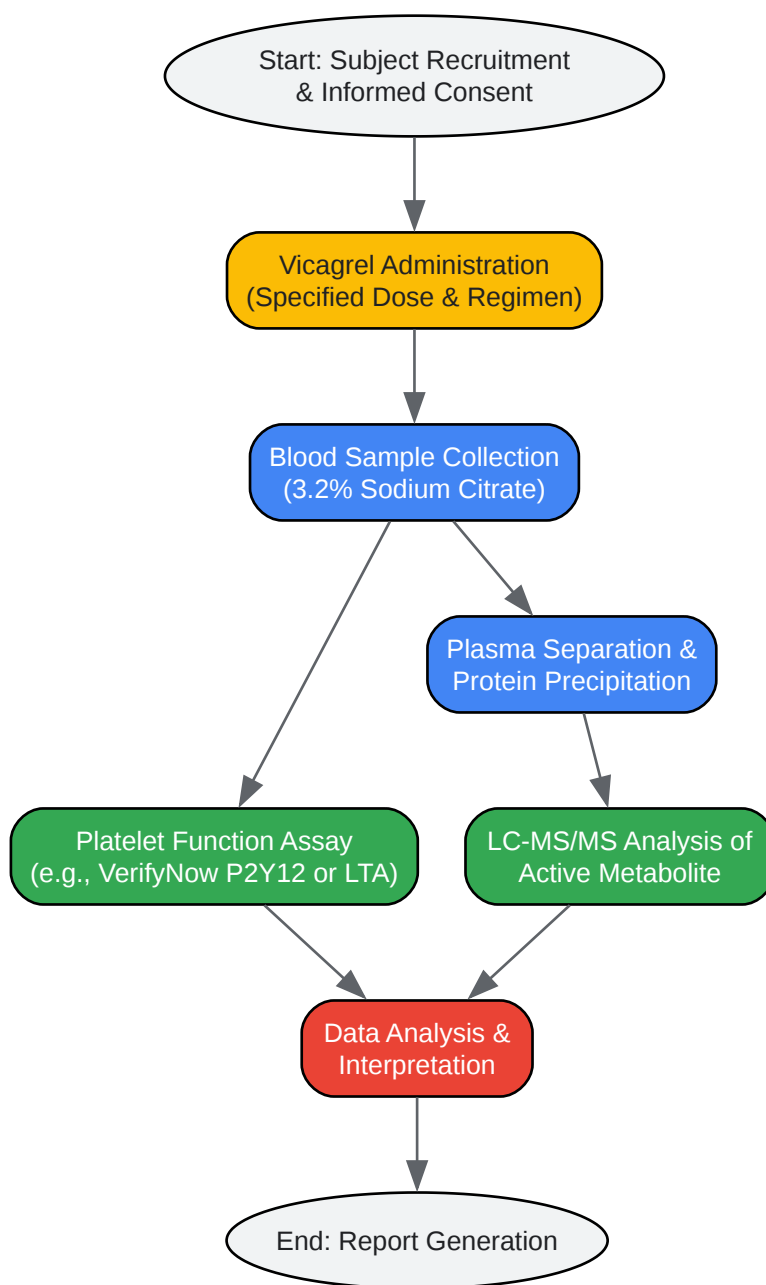 Start: Subject Recruitment
& Informed Consent
Vicagrel Administration
(Specified Dose & Regimen)
Blood Sample Collection
(3.2% Sodium Citrate)
Plasma Separation &
Protein Precipitation
Platelet Function Assay
(e.g., VerifyNow P2Y12 or LTA)
LC-MS/MS Analysis of
Active Metabolite
Data Analysis &
Interpretation
End: Report Generation